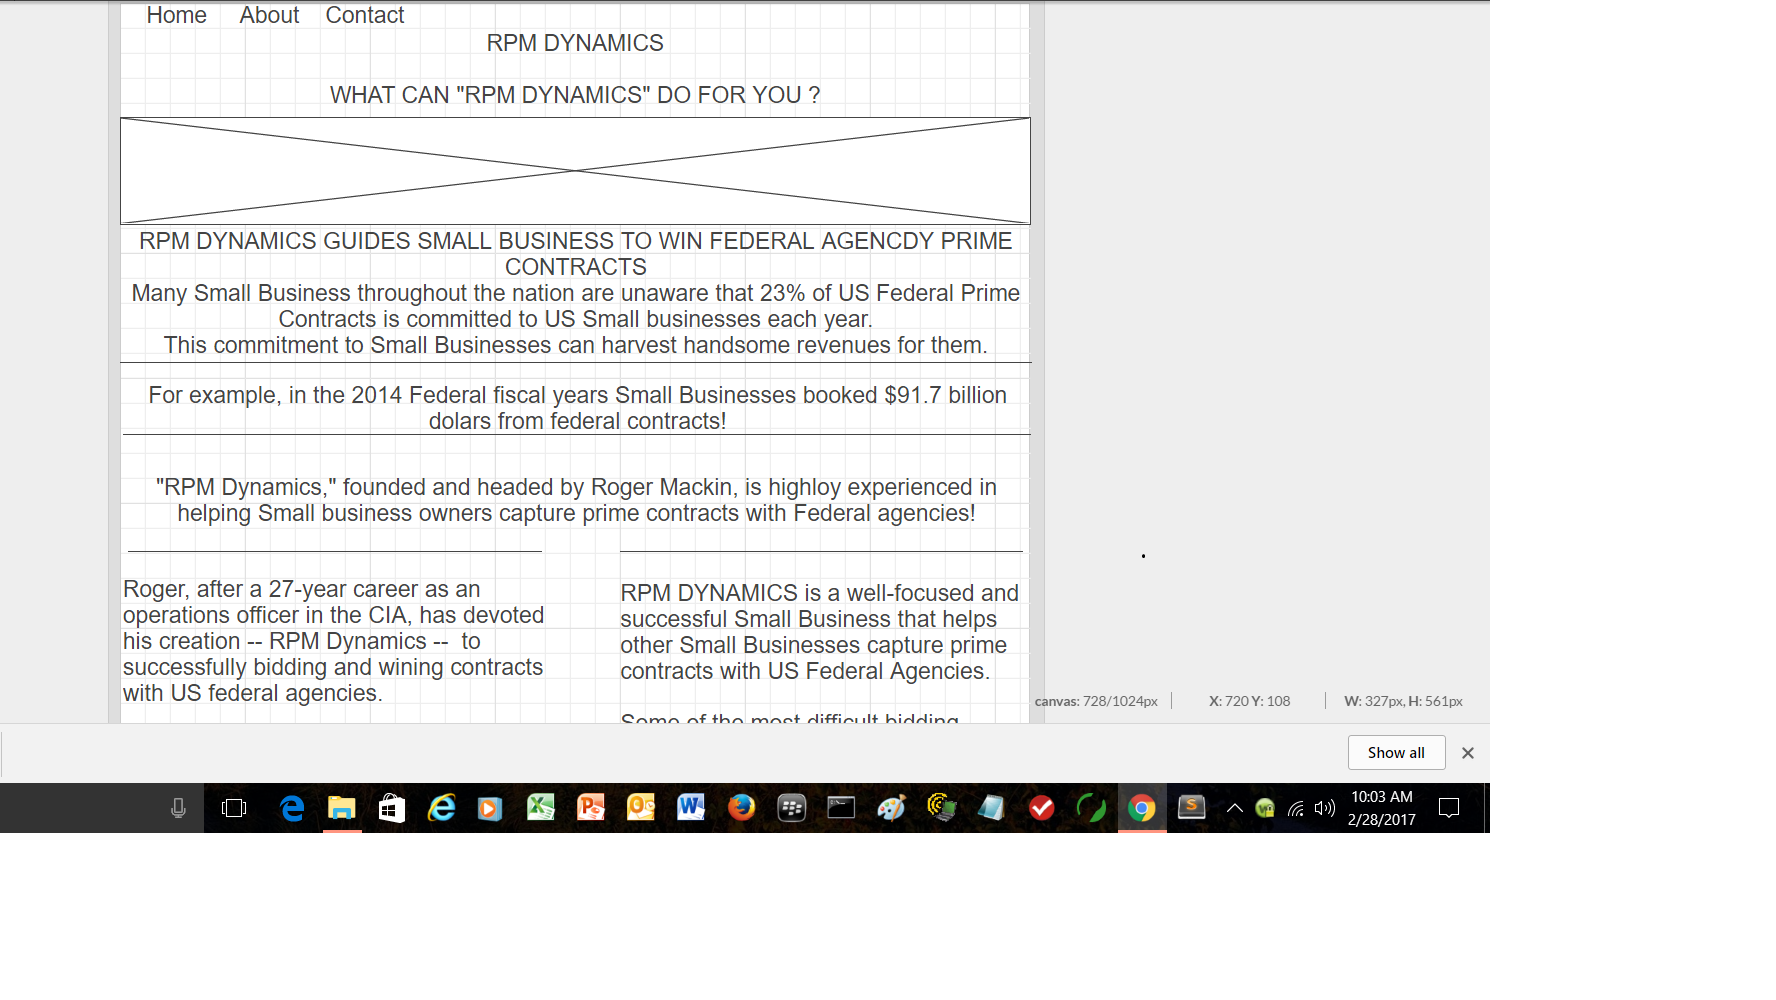 Home About Contact
RPM DYNAMICS
WHAT CAN "RPM DYNAMICS" DO FOR YOU ?
RPM DYNAMICS GUIDES SMALL BUSINESS TO WIN FEDERAL AGENCDY PRIME
CONTRACTS
Many Small Business throughout the nation are unaware that 23% of US Federal Prime
Contracts is committed to US Small businesses each year.
This commitment to Small Businesses can harvest handsome revenues for them.
For example, in the 2014 Federal fiscal years Small Businesses booked $91.7 billion
dolars from federal contracts!
"RPM Dynamics," founded and headed by Roger Mackin, is highloy experienced in
helping Small business owners capture prime contracts with Federal agencies!
Roger, after a 27-year career as an
operations officer in the CIA, has devoted
his creation -- RPM Dynamics -- to
successfully bidding and wining contracts
with US federal agencies.
RPM DYNAMICS is a well-focused and
successful Small Business that helps
other Small Businesses capture prime
contracts with US Federal Agencies.
Some of the most difficult bidding
canvas: 728/1024px X: 720 Y: 108 W: 327px, H: 561px
Show all
10:03 AM
2/28/2017